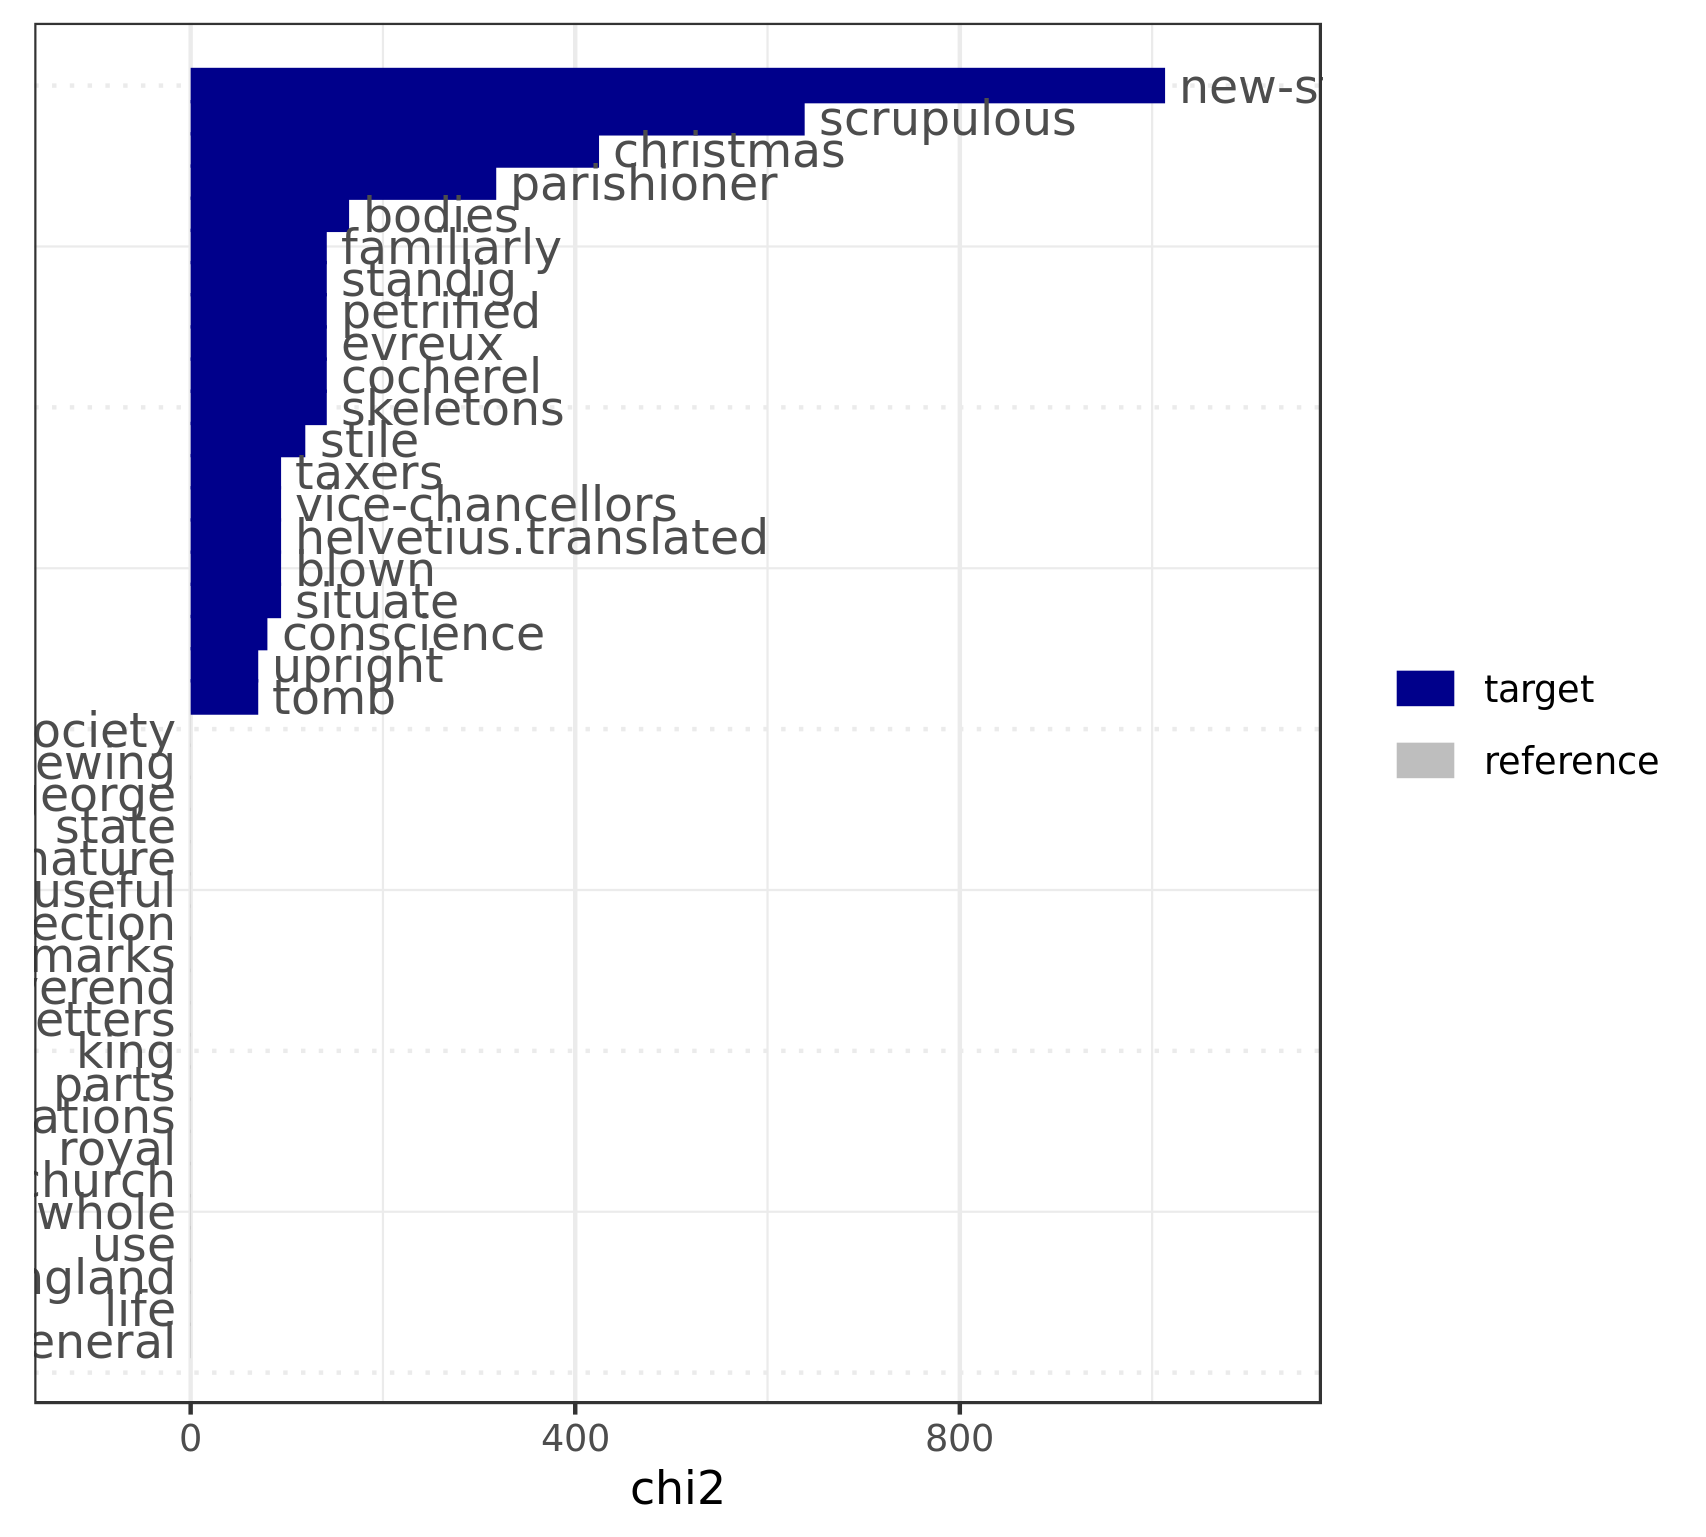 new-s
scrupulous
christmas
parishioner
bodies
familiarly
standig
petrified
evreux
cocherel
skeletons
stile
taxers
vice-chancellors
helvetius.translated
blown
situate
conscience
upright
tomb
ociety
ewing
eorge
state
nature
useful
ection
marks
verend
etters
king
parts
ations
royal
church
whole
use
ngland
life
eneral
0 400 800
chi2
target
reference